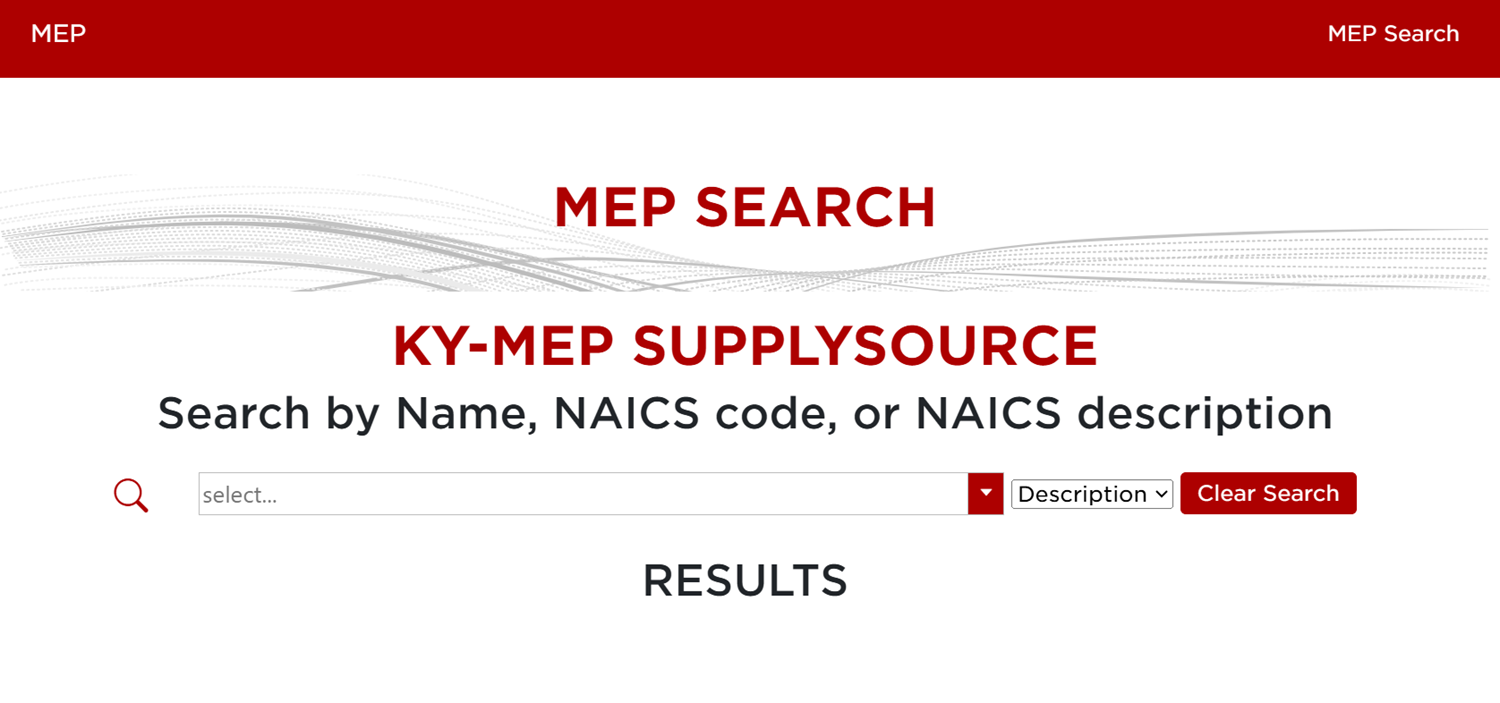 MEP
MEP Search
MEP SEARCH
KY-MEP SUPPLYSOURCE
Search by Name, NAICS code, or NAICS description
select...
Description
Clear Search
RESULTS